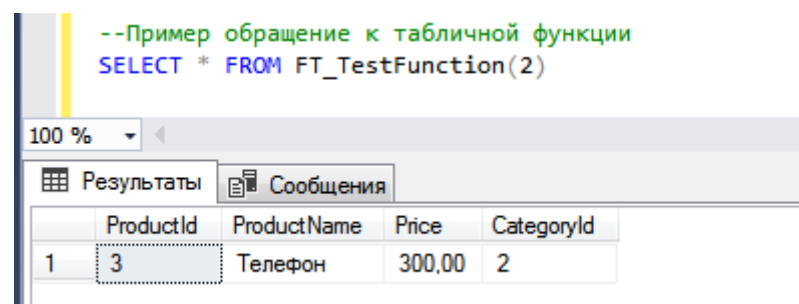 --Пример обращение к табличной функции
SELECT * FROM FT_TestFunction(2)
100 %
Результаты Сообщения
ProductId ProductName Price CategoryId
1 3 Телефон 300,00 2